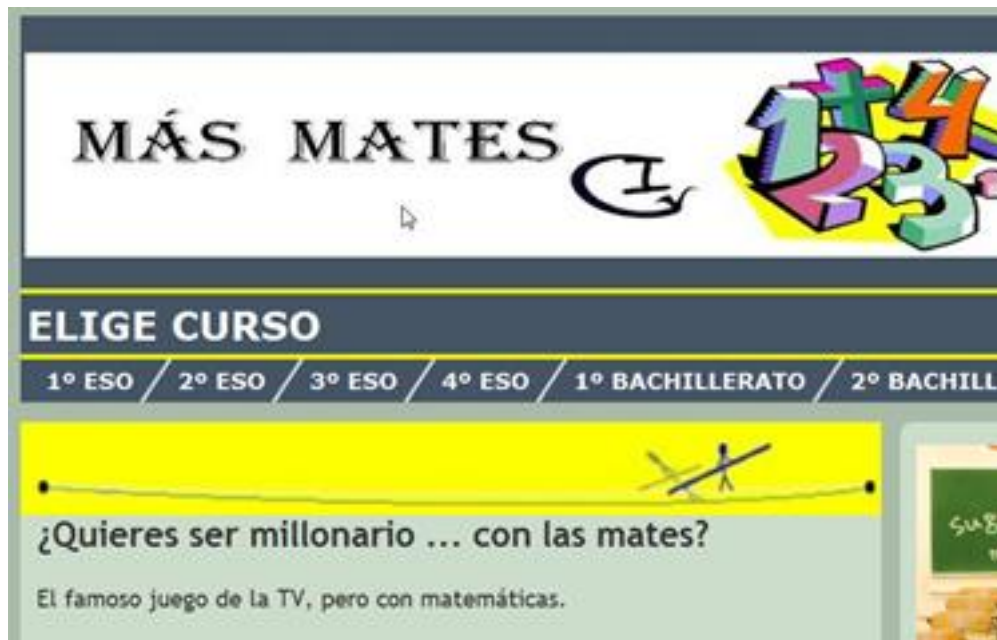 MÁS MATES
ELIGE CURSO
1º ESO / 2º ESO / 3º ESO / 4º ESO / 1º BACHILLERATO / 2º
¿Quieres ser millonario ... con las mates?
El famoso juego de la TV, pero con matemáticas.